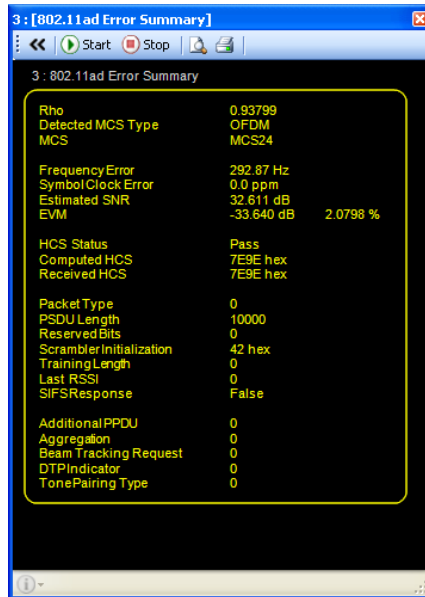 3 : [802.11ad Error Summary]
Start Stop
3 : 802.11ad Error Summary
Rho 0.93799
Detected MCS Type OFDM
MCS MCS24
Frequency Error 292.87 Hz
Symbol Clock Error 0.0 ppm
Estimated SNR 32.611 dB
EVM -33.640 dB 2.0798 %
HCS Status Pass
Computed HCS 7E9E hex
Received HCS 7E9E hex
Packet Type 0
PSDU Length 10000
Reserved Bits 0
Scrambler Initialization 42 hex
Training Length 0
Last RSSI 0
SIFS Response False
Additional PPDU 0
Aggregation 0
Beam Tracking Request 0
DTP Indicator 0
Tone Pairing Type 0